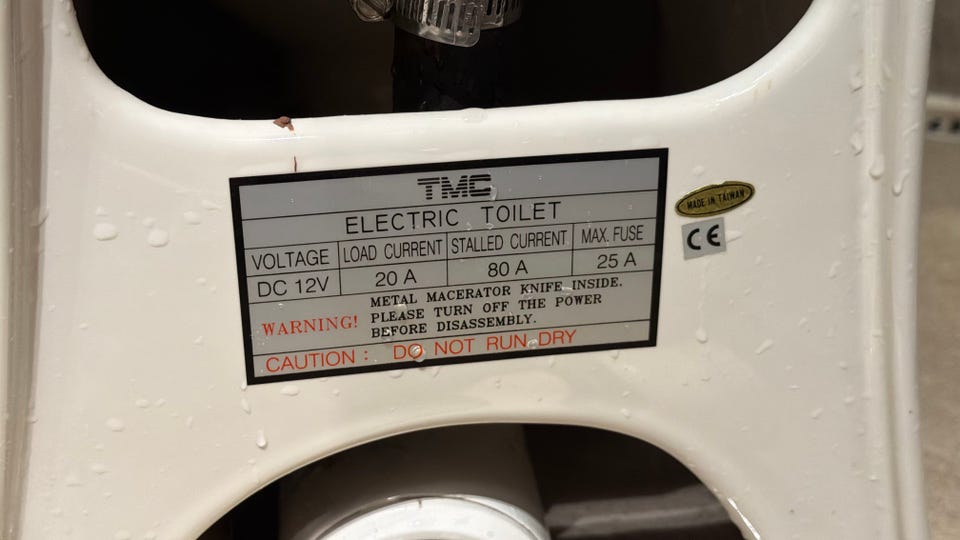 TMC
ELECTRIC TOILET
VOLTAGE LOAD CURRENT STALLED CURRENT MAX. FUSE
DC 12V 20 A 80 A 25 A
WARNING! METAL MACERATOR KNIFE INSIDE.
PLEASE TURN OFF THE POWER
BEFORE DISASSEMBLY.
CAUTION : DO NOT RUN DRY
MADE IN TAIWAN
CE